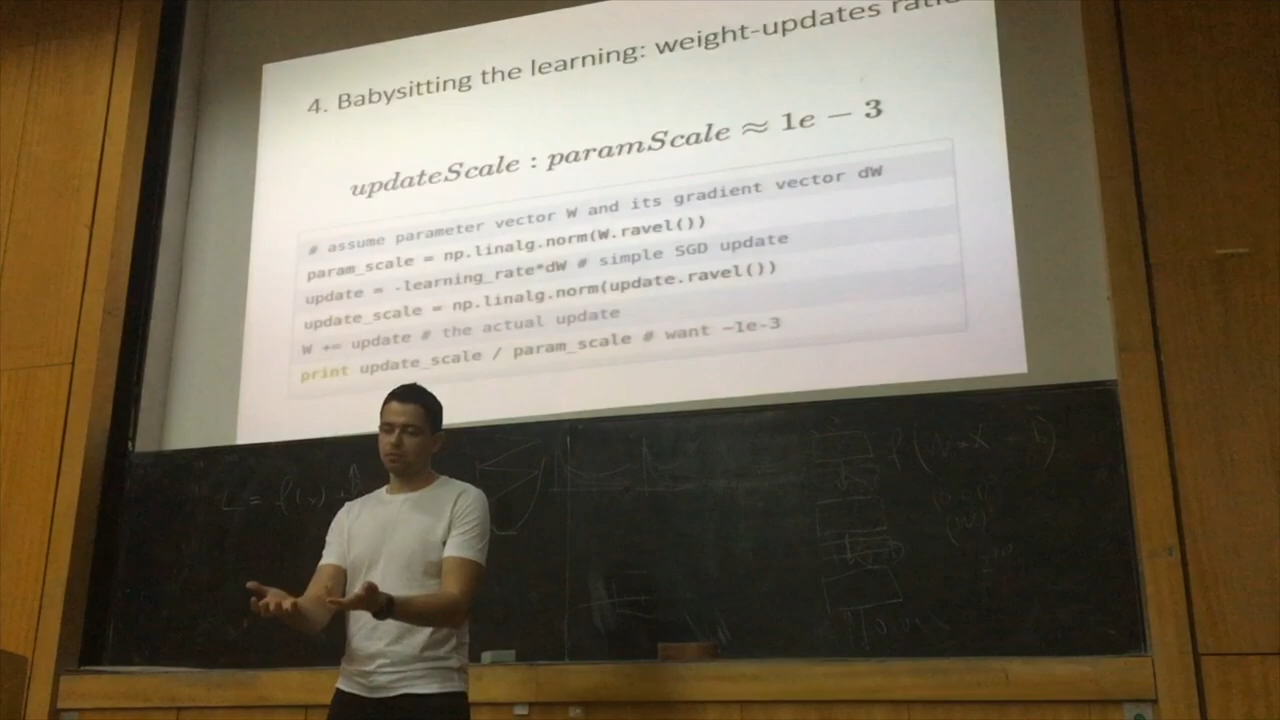 4. Babysitting the learning: weight-updates ratio
updateScale : paramScale ≈ 1e − 3
# assume parameter vector W and its gradient vector dW
param_scale = np.linalg.norm(W.ravel())
update = -learning_rate*dW # simple SGD update
update_scale = np.linalg.norm(update.ravel())
W += update # the actual update
print update_scale / param_scale # want ~1e-3
L = f(x) +